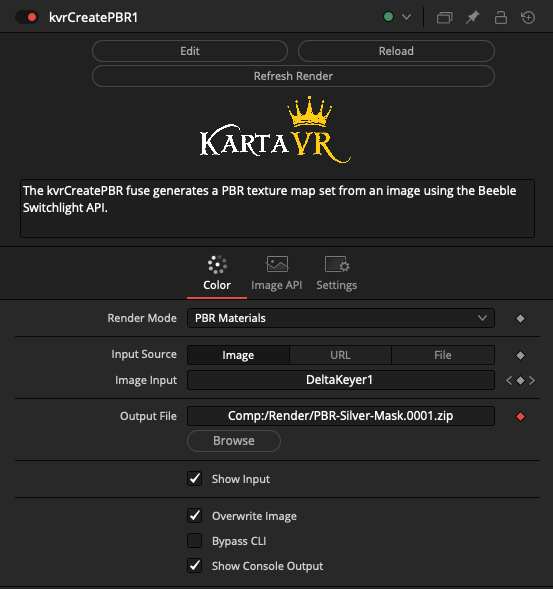 kvrCreatePBR1
Edit
Reload
Refresh Render
KARTAVR
The kvrCreatePBR fuse generates a PBR texture map set from an image using the Beeble
Switchlight API.
Color
Image API
Settings
Render Mode
PBR Materials
Input Source
Image
URL
File
Image Input
DeltaKeyer1
Output File
Comp:/Render/PBR-Silver-Mask.0001.zip
Browse
Show Input
Overwrite Image
Bypass CLI
Show Console Output